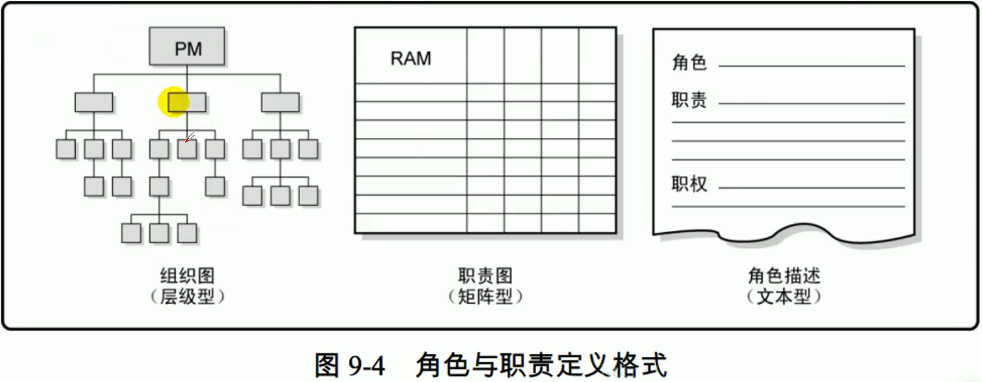 PM
RAM
角色
职责
职权
组织图
（层级型）
职责图
（矩阵型）
角色描述
（文本型）
图 9-4 角色与职责定义格式